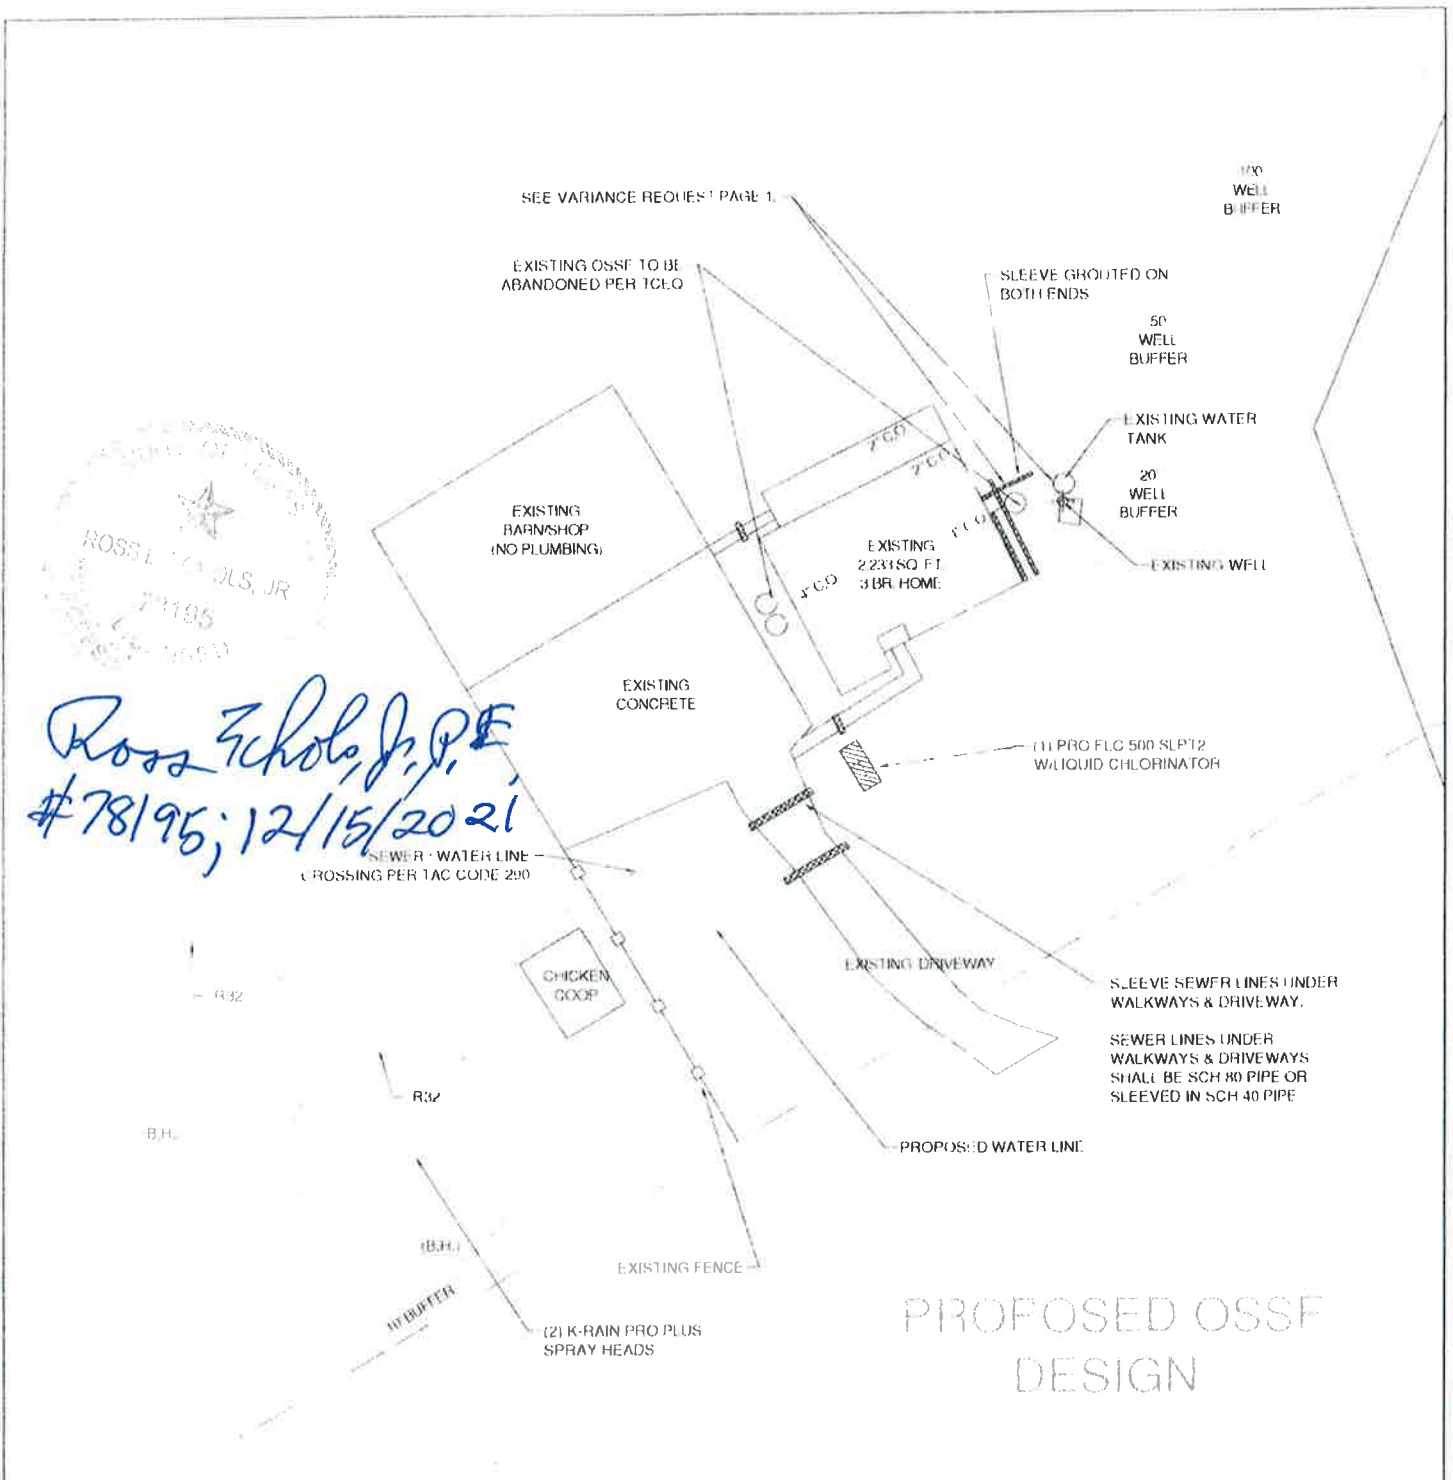 WELL
BUFFER
SEE VARIANCE REQUEST PAGE 1.
EXISTING OSSF TO BE
ABANDONED PER TCEQ
SLEEVE GROUTED ON
BOTH ENDS
50
WELL
BUFFER
EXISTING WATER
TANK
20
WELL
BUFFER
EXISTING WELL
2' C.O
2' C.O
EXISTING
BARN/SHOP
(NO PLUMBING)
EXISTING
2,233 SQ. FT.
3 BR. HOME
4" C.O
ROSS L.
JR
EXISTING
CONCRETE
Ross Echols, Jr., P.E.,
#78195; 12/15/2021
(1) PRO FLO 500 SLPT2
W/LIQUID CHLORINATOR
SEWER / WATER LINE
CROSSING PER TAC CODE 290
CHICKEN
COOP
EXISTING DRIVEWAY
R32
R32
SLEEVE SEWER LINES UNDER
WALKWAYS & DRIVEWAY.
SEWER LINES UNDER
WALKWAYS & DRIVEWAYS
SHALL BE SCH 80 PIPE OR
SLEEVED IN SCH 40 PIPE
B.H.
PROPOSED WATER LINE
(B.H.)
EXISTING FENCE
BUFFER
(2) K-RAIN PRO PLUS
SPRAY HEADS
PROPOSED OSSF
DESIGN